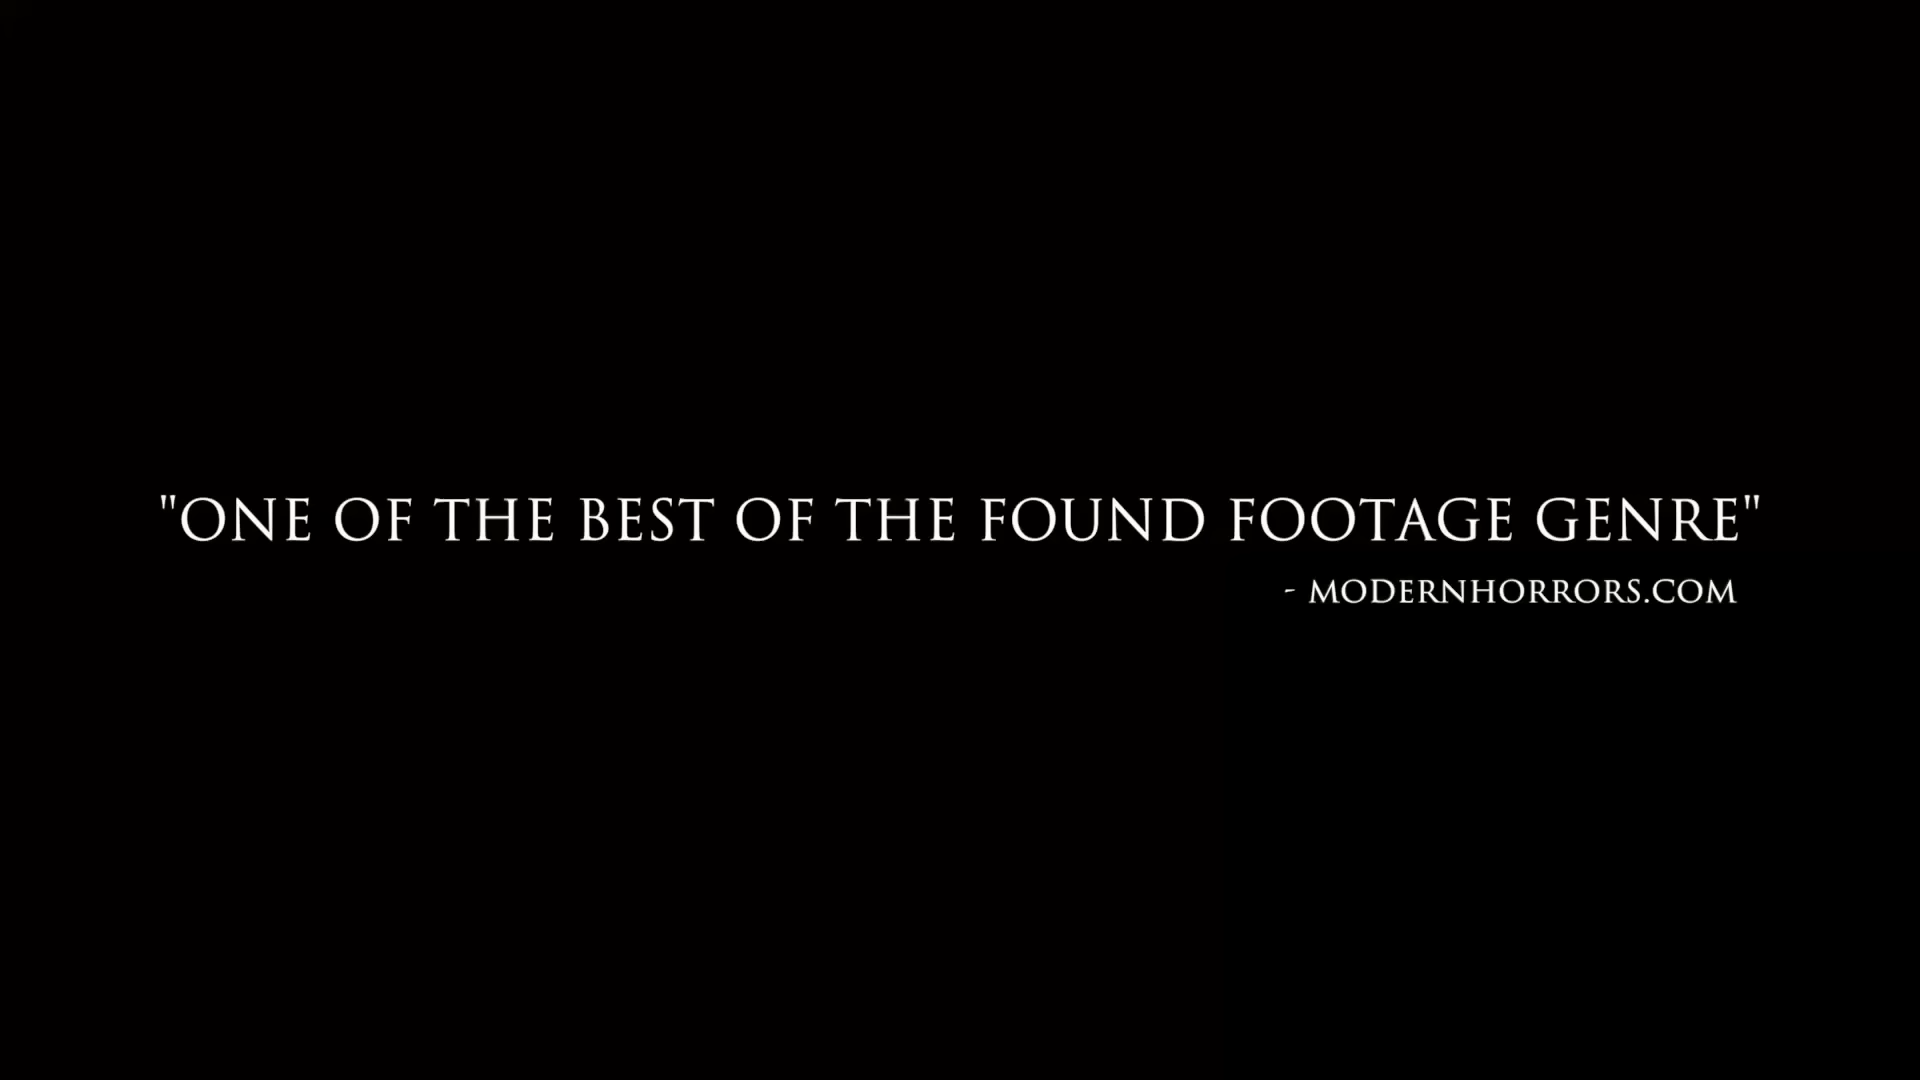 "ONE OF THE BEST OF THE FOUND FOOTAGE GENRE"
- MODERNHORRORS.COM